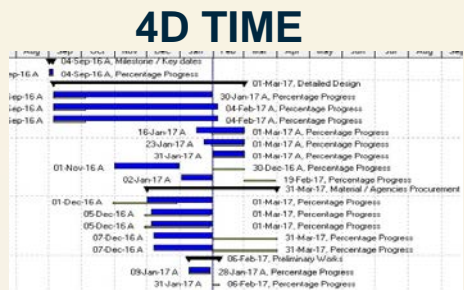 4D TIME
Aug Sep Oct Nov Dec Jan Feb Mar Apr May Jun Jul Aug Sep
04-Sep-16 A, Milestone / Key dates
ep-16 A 04-Sep-16 A, Percentage Progress
01-Mar-17, Detailed Design
Sep-16 A 30-Jan-17 A, Percentage Progress
Sep-16 A 04-Feb-17 A, Percentage Progress
Sep-16 A 04-Feb-17 A, Percentage Progress
16-Jan-17 A 01-Mar-17 A, Percentage Progress
23-Jan-17 A 01-Mar-17 A, Percentage Progress
31-Jan-17 A 01-Mar-17 A, Percentage Progress
01-Nov-16 A 30-Dec-16 A, Percentage Progress
02-Jan-17 A 19-Feb-17, Percentage Progress
31-Mar-17, Material / Agencies Procurement
01-Dec-16 A 01-Mar-17, Percentage Progress
05-Dec-16 A 01-Mar-17, Percentage Progress
05-Dec-16 A 01-Mar-17, Percentage Progress
07-Dec-16 A 31-Mar-17, Percentage Progress
07-Dec-16 A 31-Mar-17, Percentage Progress
06-Feb-17, Preliminary Works
09-Jan-17 A 28-Jan-17 A, Percentage Progress
31-Jan-17 A 06-Feb-17, Percentage Progress